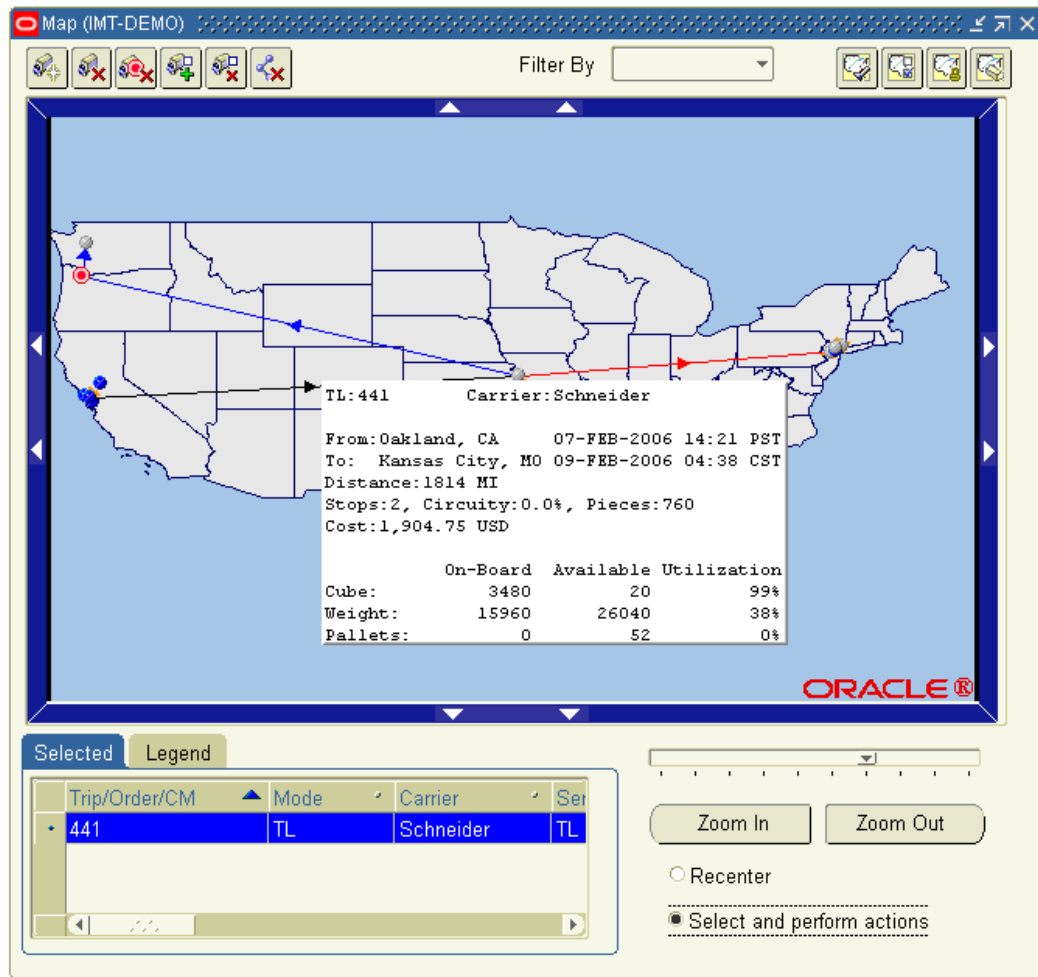 Map (IMT-DEMO)
Filter By
TL:441 Carrier:Schneider
From:Oakland, CA 07-FEB-2006 14:21 PST
To: Kansas City, MO 09-FEB-2006 04:38 CST
Distance:1814 MI
Stops:2, Circuity:0.0%, Pieces:760
Cost:1,904.75 USD
On-Board Available Utilization
Cube: 3480 20 99%
Weight: 15960 26040 38%
Pallets: 0 52 0%
ORACLE ®
Selected Legend
Trip/Order/CM Mode Carrier Ser
441 TL Schneider TL
Zoom In Zoom Out
Recenter
Select and perform actions